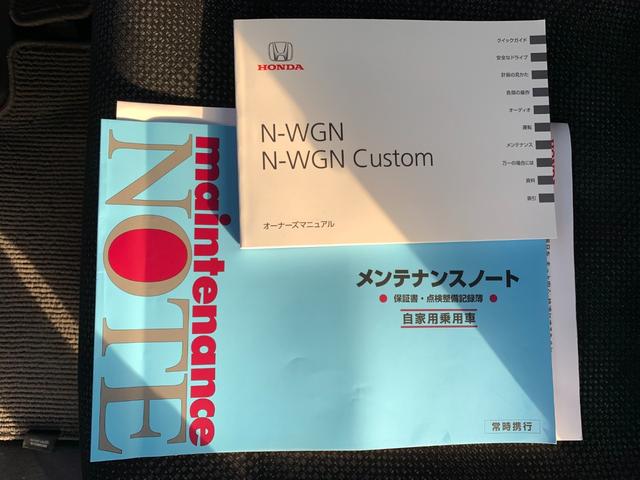 HONDA
N-WGN
N-WGN Custom
オーナーズマニュアル
クイックガイド
安全なドライブ
計器の見かた
各部の操作
オーディオ
運転
メンテナンス
万一の場合には
資料
索引
maintenance
NOTE
メンテナンスノート
保証書・点検整備記録簿
自家用乗用車
常時携行